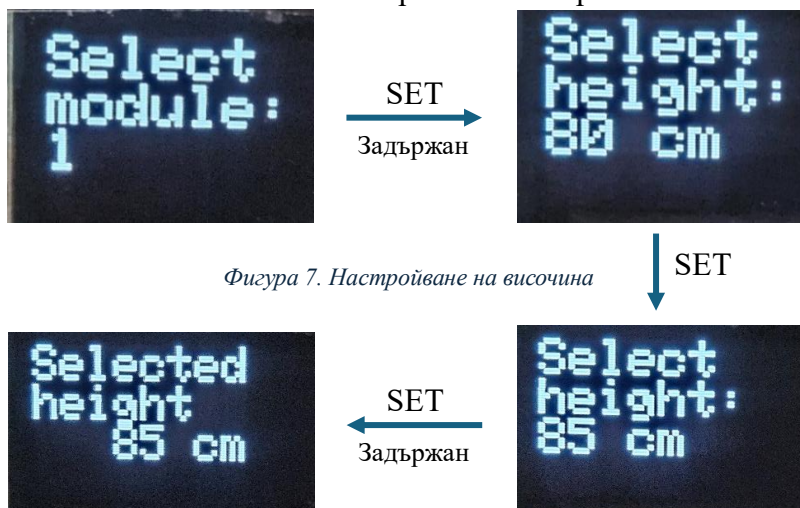 Select
module:
1
SET
Задържан
Select
height:
80 cm
Фигура 7. Настройване на височина
SET
Selected
height
85 cm
SET
Задържан
Select
height:
85 cm